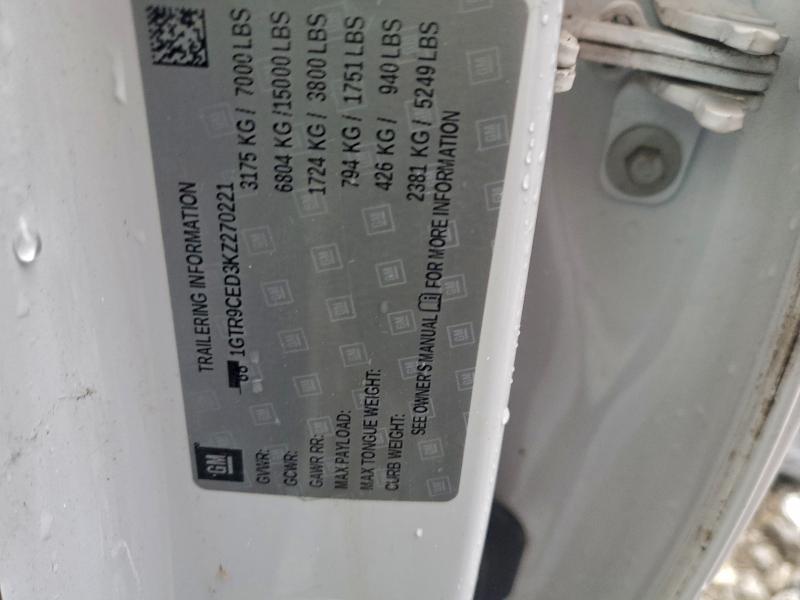 TRAILERING INFORMATION
1GTR9CED3KZ270221
GM
GVWR: 3175 KG / 7000 LBS
GCWR: 6804 KG /15000 LBS
GAWR RR: 1724 KG / 3800 LBS
MAX PAYLOAD: 794 KG / 1751 LBS
MAX TONGUE WEIGHT: 426 KG / 940 LBS
CURB WEIGHT: 2381 KG / 5249 LBS
SEE OWNER'S MANUAL FOR MORE INFORMATION